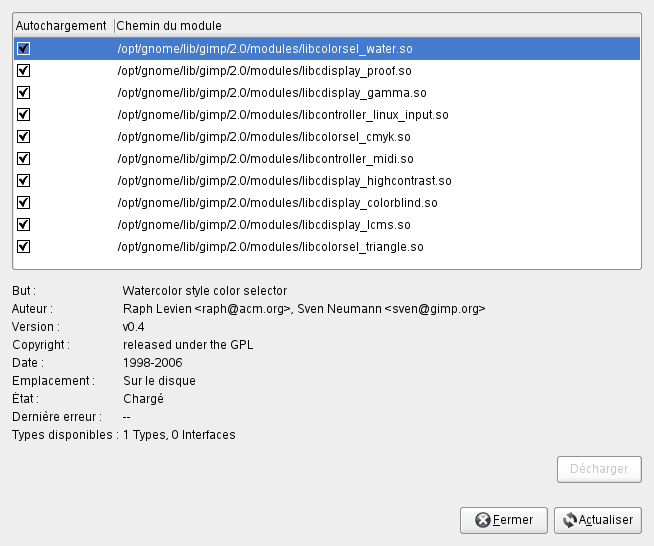 Autochargement Chemin du module
/opt/gnome/lib/gimp/2.0/modules/libcolorsel_water.so
/opt/gnome/lib/gimp/2.0/modules/libcdisplay_proof.so
/opt/gnome/lib/gimp/2.0/modules/libcdisplay_gamma.so
/opt/gnome/lib/gimp/2.0/modules/libcontroller_linux_input.so
/opt/gnome/lib/gimp/2.0/modules/libcolorsel_cmyk.so
/opt/gnome/lib/gimp/2.0/modules/libcontroller_midi.so
/opt/gnome/lib/gimp/2.0/modules/libcdisplay_highcontrast.so
/opt/gnome/lib/gimp/2.0/modules/libcdisplay_colorblind.so
/opt/gnome/lib/gimp/2.0/modules/libcdisplay_lcms.so
/opt/gnome/lib/gimp/2.0/modules/libcolorsel_triangle.so
But : Watercolor style color selector
Auteur : Raph Levien <raph@acm.org>, Sven Neumann <sven@gimp.org>
Version : v0.4
Copyright : released under the GPL
Date : 1998-2006
Emplacement : Sur le disque
État : Chargé
Dernière erreur : --
Types disponibles : 1 Types, 0 Interfaces
Décharger
Fermer Actualiser